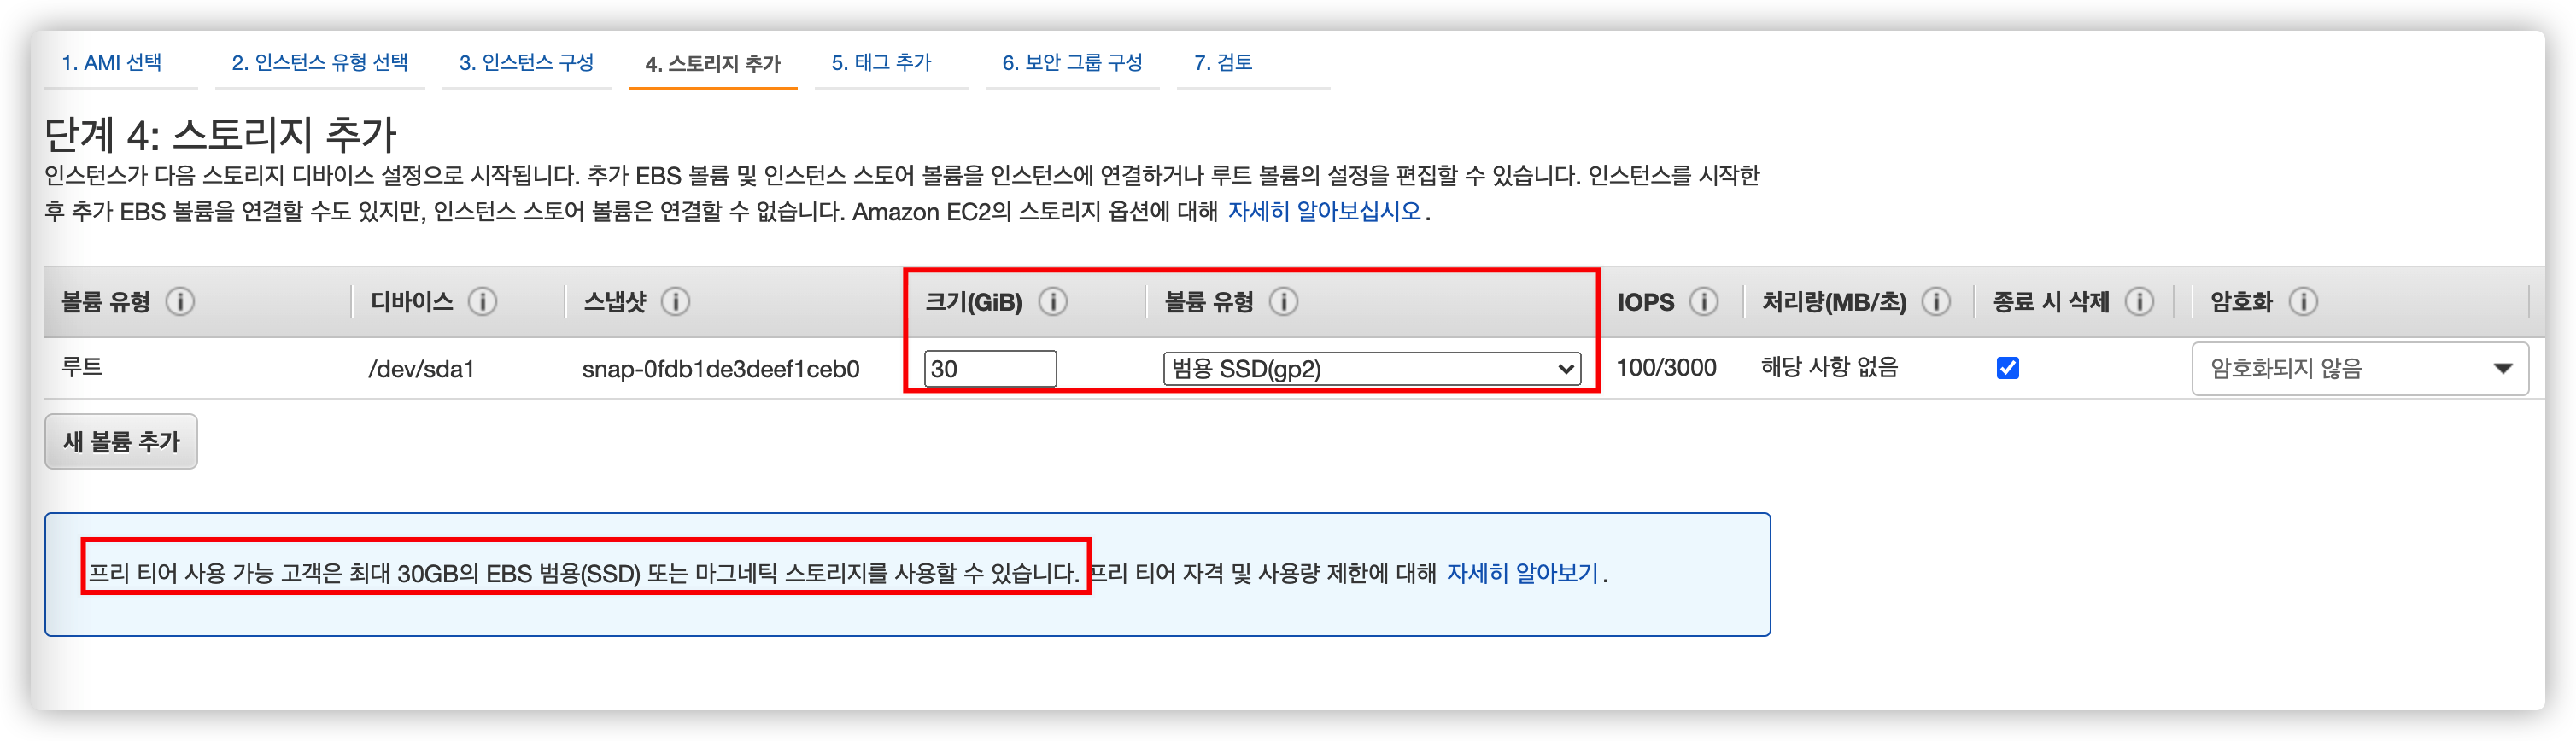 1. AMI 선택 2. 인스턴스 유형 선택 3. 인스턴스 구성 4. 스토리지 추가 5. 태그 추가 6. 보안 그룹 구성 7. 검토
단계 4: 스토리지 추가
인스턴스가 다음 스토리지 디바이스 설정으로 시작됩니다. 추가 EBS 볼륨 및 인스턴스 스토어 볼륨을 인스턴스에 연결하거나 루트 볼륨의 설정을 편집할 수 있습니다. 인스턴스를 시작한
후 추가 EBS 볼륨을 연결할 수도 있지만, 인스턴스 스토어 볼륨은 연결할 수 없습니다. Amazon EC2의 스토리지 옵션에 대해 자세히 알아보십시오.
볼륨 유형 디바이스 스냅샷 크기(GiB) 볼륨 유형 IOPS 처리량(MB/초) 종료 시 삭제 암호화
루트 /dev/sda1 snap-0fdb1de3deef1ceb0 30 범용 SSD(gp2) 100/3000 해당 사항 없음 암호화되지 않음
새 볼륨 추가
프리 티어 사용 가능 고객은 최대 30GB의 EBS 범용(SSD) 또는 마그네틱 스토리지를 사용할 수 있습니다. 프리 티어 자격 및 사용량 제한에 대해 자세히 알아보기.